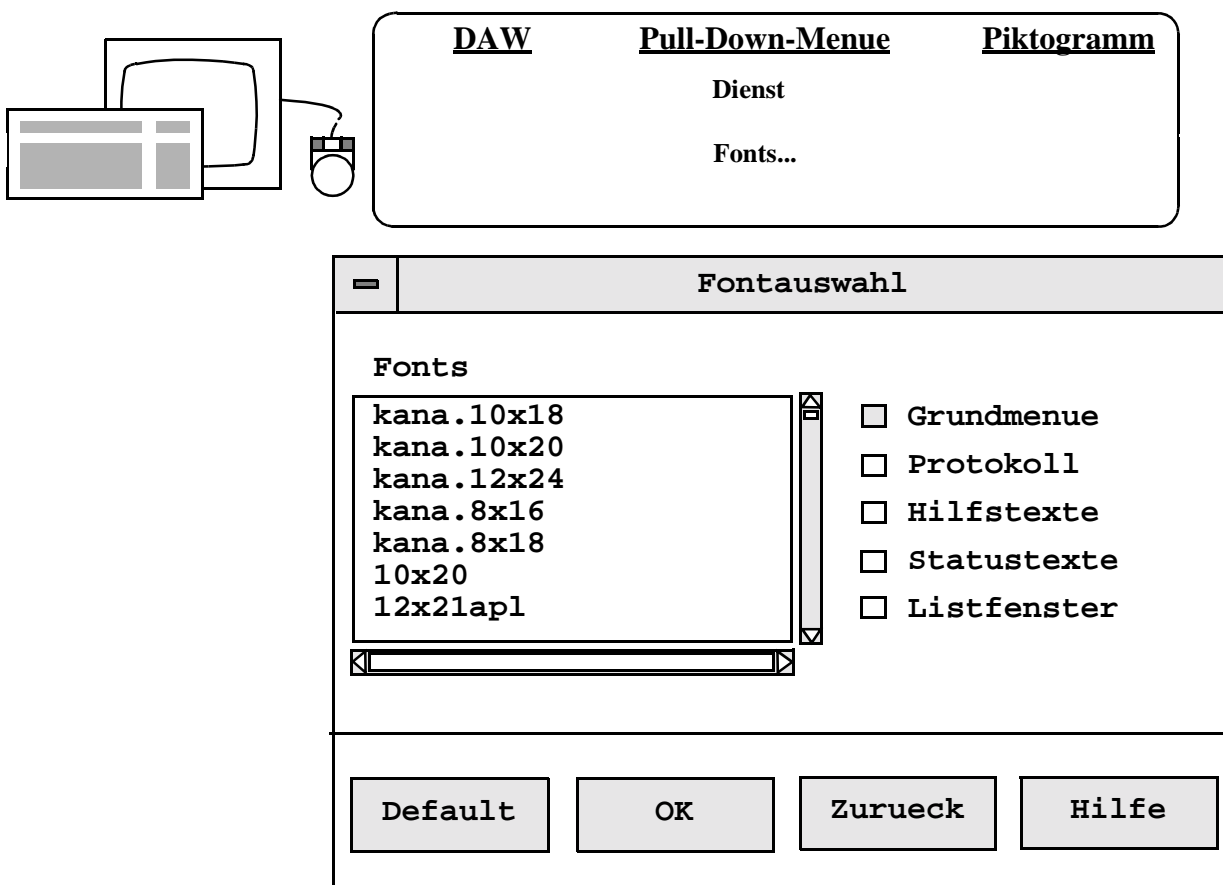 DAW Pull-Down-Menue Piktogramm
Dienst
Fonts...
Fontauswahl
Fonts
kana.10x18
kana.10x20
kana.12x24
kana.8x16
kana.8x18
10x20
12x21apl
Grundmenue
Protokoll
Hilfstexte
Statustexte
Listfenster
Default OK Zurueck Hilfe